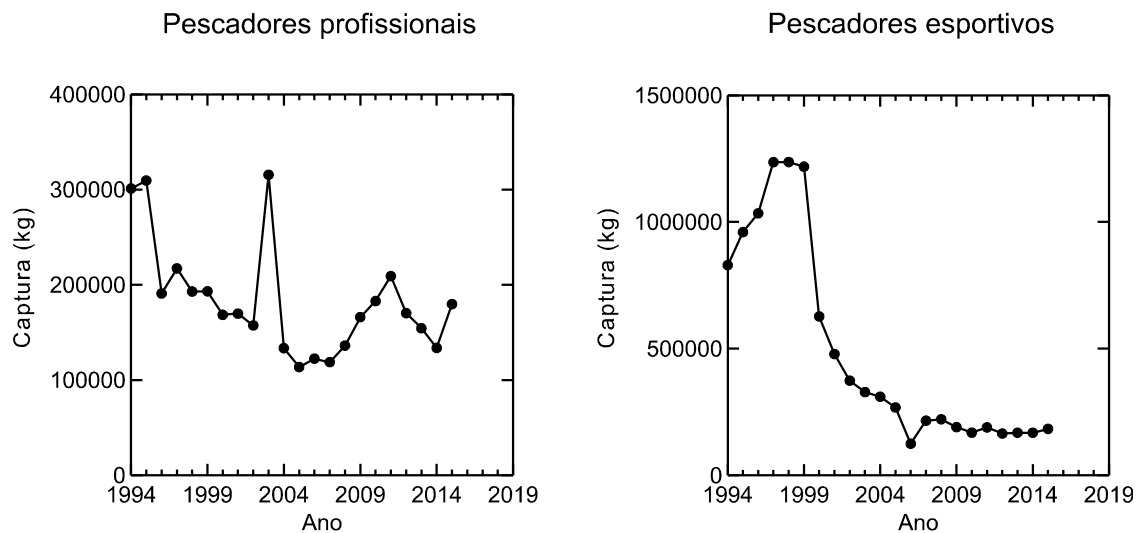 Pescadores profissionais
400000
300000
200000
100000
0
Captura (kg)
1994 1999 2004 2009 2014 2019
Ano
Pescadores esportivos
1500000
1000000
500000
0
Captura (kg)
1994 1999 2004 2009 2014 2019
Ano